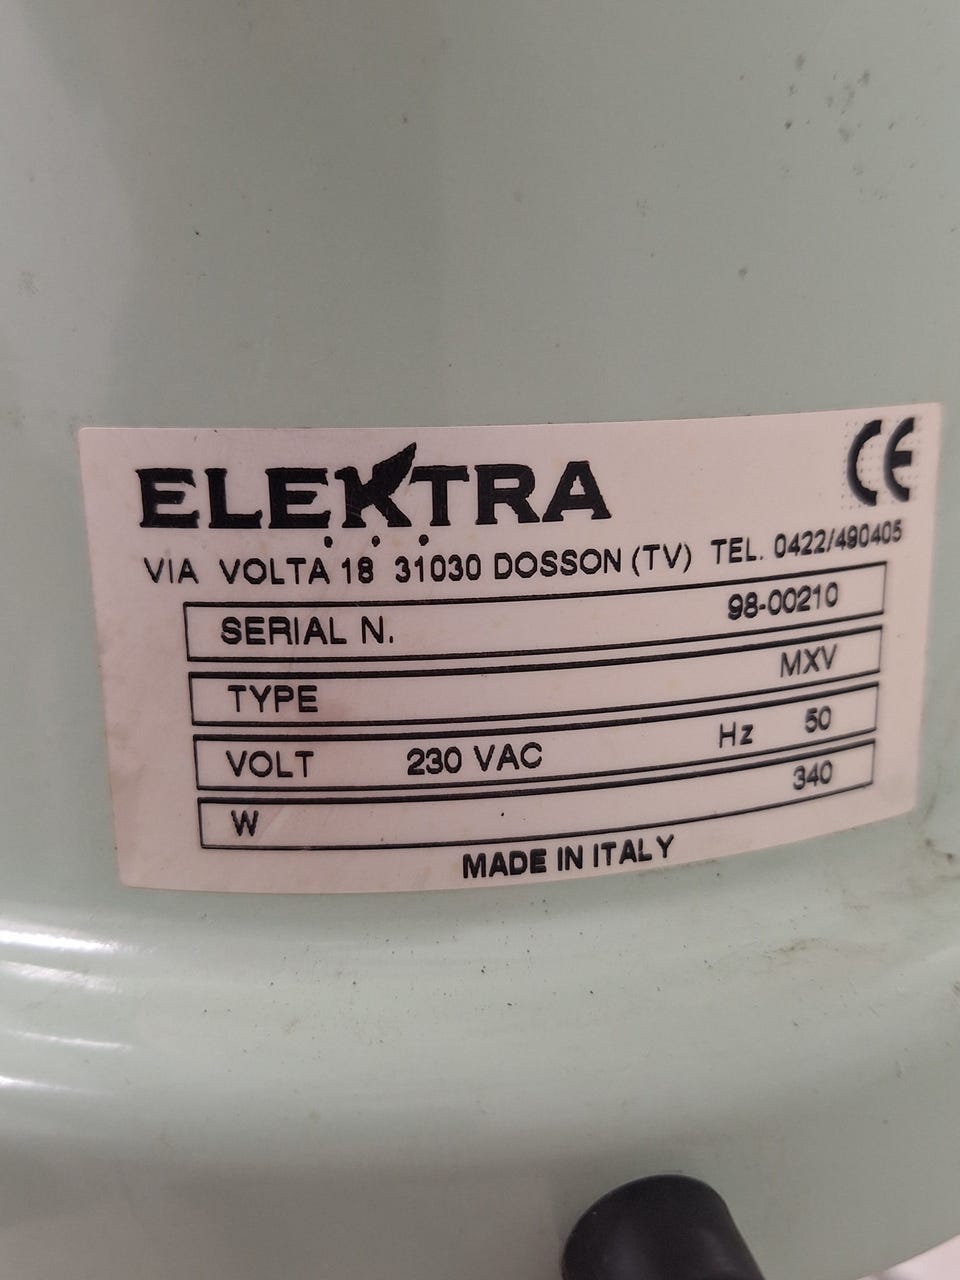 ELEKTRA CE
VIA VOLTA 18 31030 DOSSON (TV) TEL. 0422/490405
SERIAL N. 98-00210
TYPE MXV
VOLT 230 VAC Hz 50
W 340
MADE IN ITALY